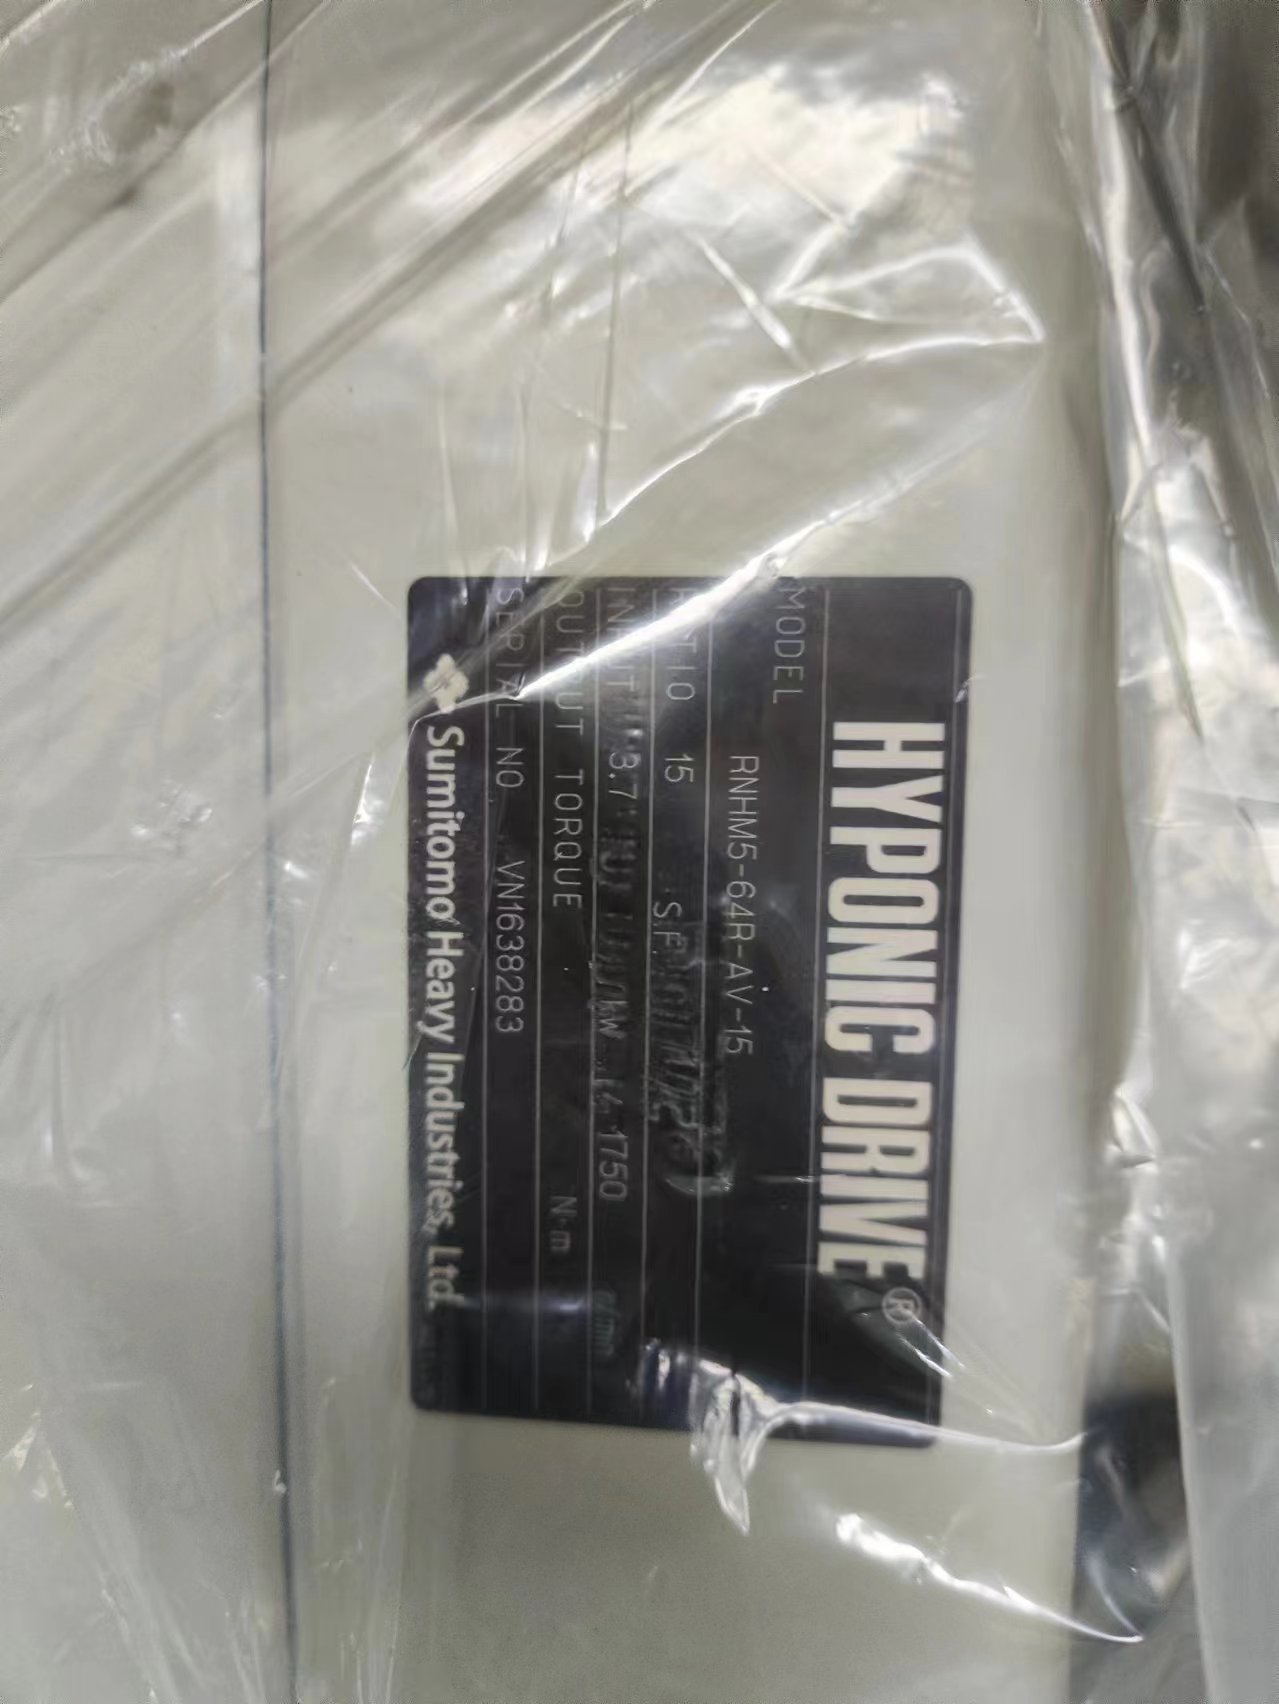 HYPONIC DRIVE®
MODEL
RNHM5-64R-AV-15
RATIO 15 S.F.
INPUT 3.7 kW 1750
OUTPUT TORQUE N·m
SERIAL NO VN1638283
Sumitomo Heavy Industries, Ltd.